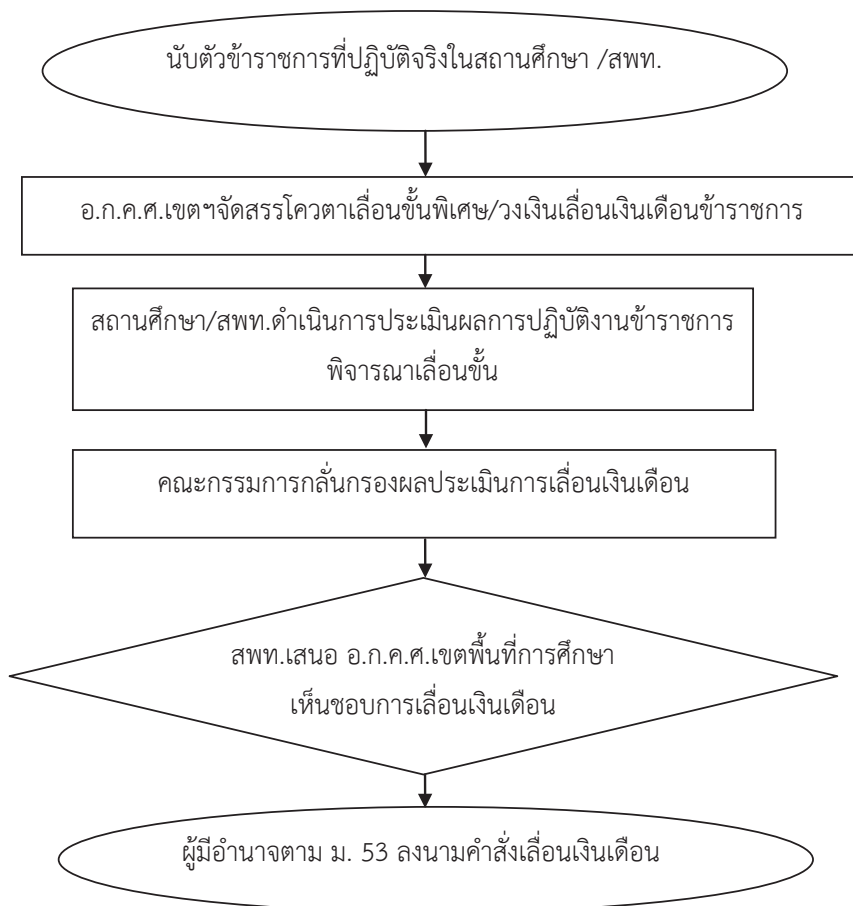 นับตัวข้าราชการที่ปฏิบัติจริงในสถานศึกษา /สพท.
อ.ก.ค.ศ.เขตฯจัดสรรโควตาเลื่อนขั้นพิเศษ/วงเงินเลื่อนเงินเดือนข้าราชการ
สถานศึกษา/สพท.ดำเนินการประเมินผลการปฏิบัติงานข้าราชการ
พิจารณาเลื่อนขั้น
คณะกรรมการกลั่นกรองผลประเมินการเลื่อนเงินเดือน
สพท.เสนอ อ.ก.ค.ศ.เขตพื้นที่การศึกษา
เห็นชอบการเลื่อนเงินเดือน
ผู้มีอำนาจตาม ม. 53 ลงนามคำสั่งเลื่อนเงินเดือน